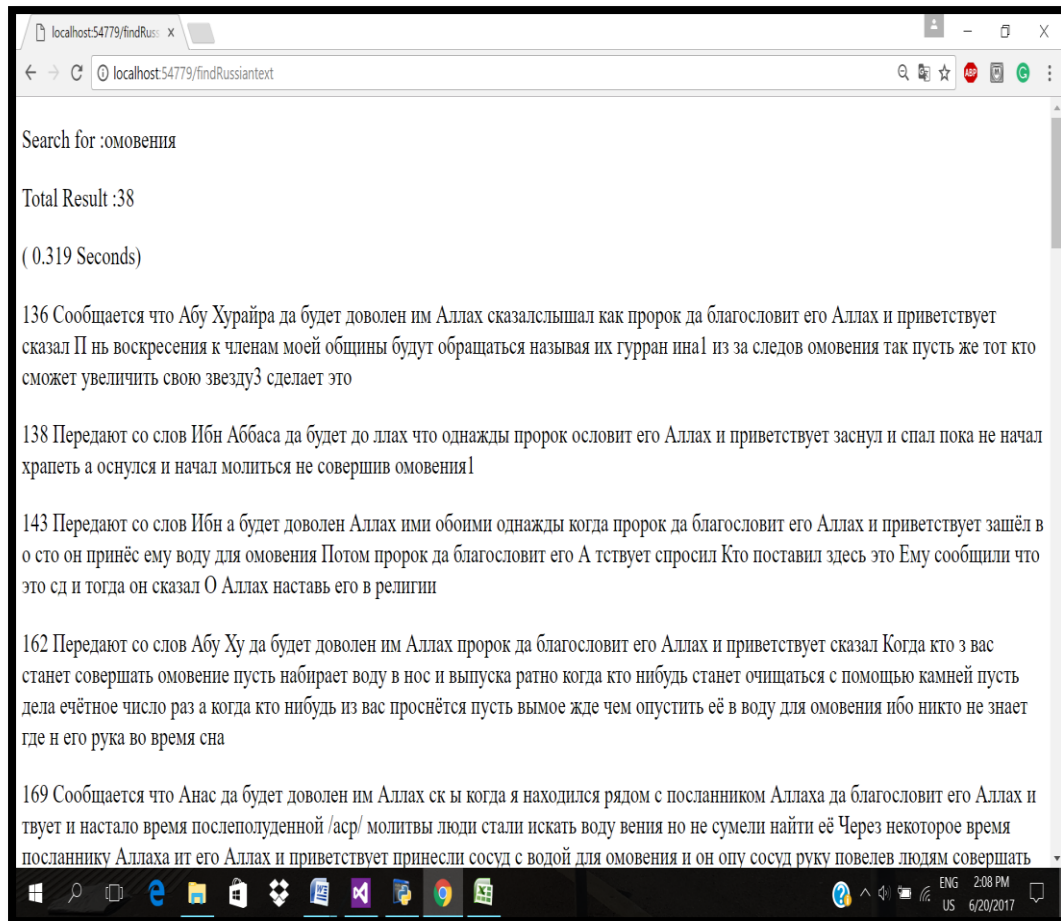 localhost:54779/findRuss
localhost:54779/findRussiantext
Search for :омовения
Total Result :38
( 0.319 Seconds)
136 Сообщается что Абу Хурайра да будет доволен им Аллах сказалслышал как пророк да благословит его Аллах и приветствует
сказал П нь воскресения к членам моей общины будут обращаться называя их гурран ина1 из за следов омовения так пусть же тот кто
сможет увеличить свою звезду3 сделает это
138 Передают со слов Ибн Аббаса да будет до ллах что однажды пророк ословит его Аллах и приветствует заснул и спал пока не начал
храпеть а оснулся и начал молиться не совершив омовения1
143 Передают со слов Ибн а будет доволен Аллах ими обоими однажды когда пророк да благословит его Аллах и приветствует зашёл в
о сто он принёс ему воду для омовения Потом пророк да благословит его А тствует спросил Кто поставил здесь это Ему сообщили что
это сд и тогда он сказал О Аллах наставь его в религии
162 Передают со слов Абу Ху да будет доволен им Аллах пророк да благословит его Аллах и приветствует сказал Когда кто з вас
станет совершать омовение пусть набирает воду в нос и выпуска ратно когда кто нибудь станет очищаться с помощью камней пусть
дела ечётное число раз а когда кто нибудь из вас проснётся пусть вымое жде чем опустить её в воду для омовения ибо никто не знает
где н его рука во время сна
169 Сообщается что Анас да будет доволен им Аллах ск ы когда я находился рядом с посланником Аллаха да благословит его Аллах и
твует и настало время послеполуденной /аср/ молитвы люди стали искать воду вения но не сумели найти её Через некоторое время
посланнику Аллаха ит его Аллах и приветствует принесли сосуд с водой для омовения и он опу сосуд руку повелев людям совершать
ENG 2:08 PM
US 6/20/2017